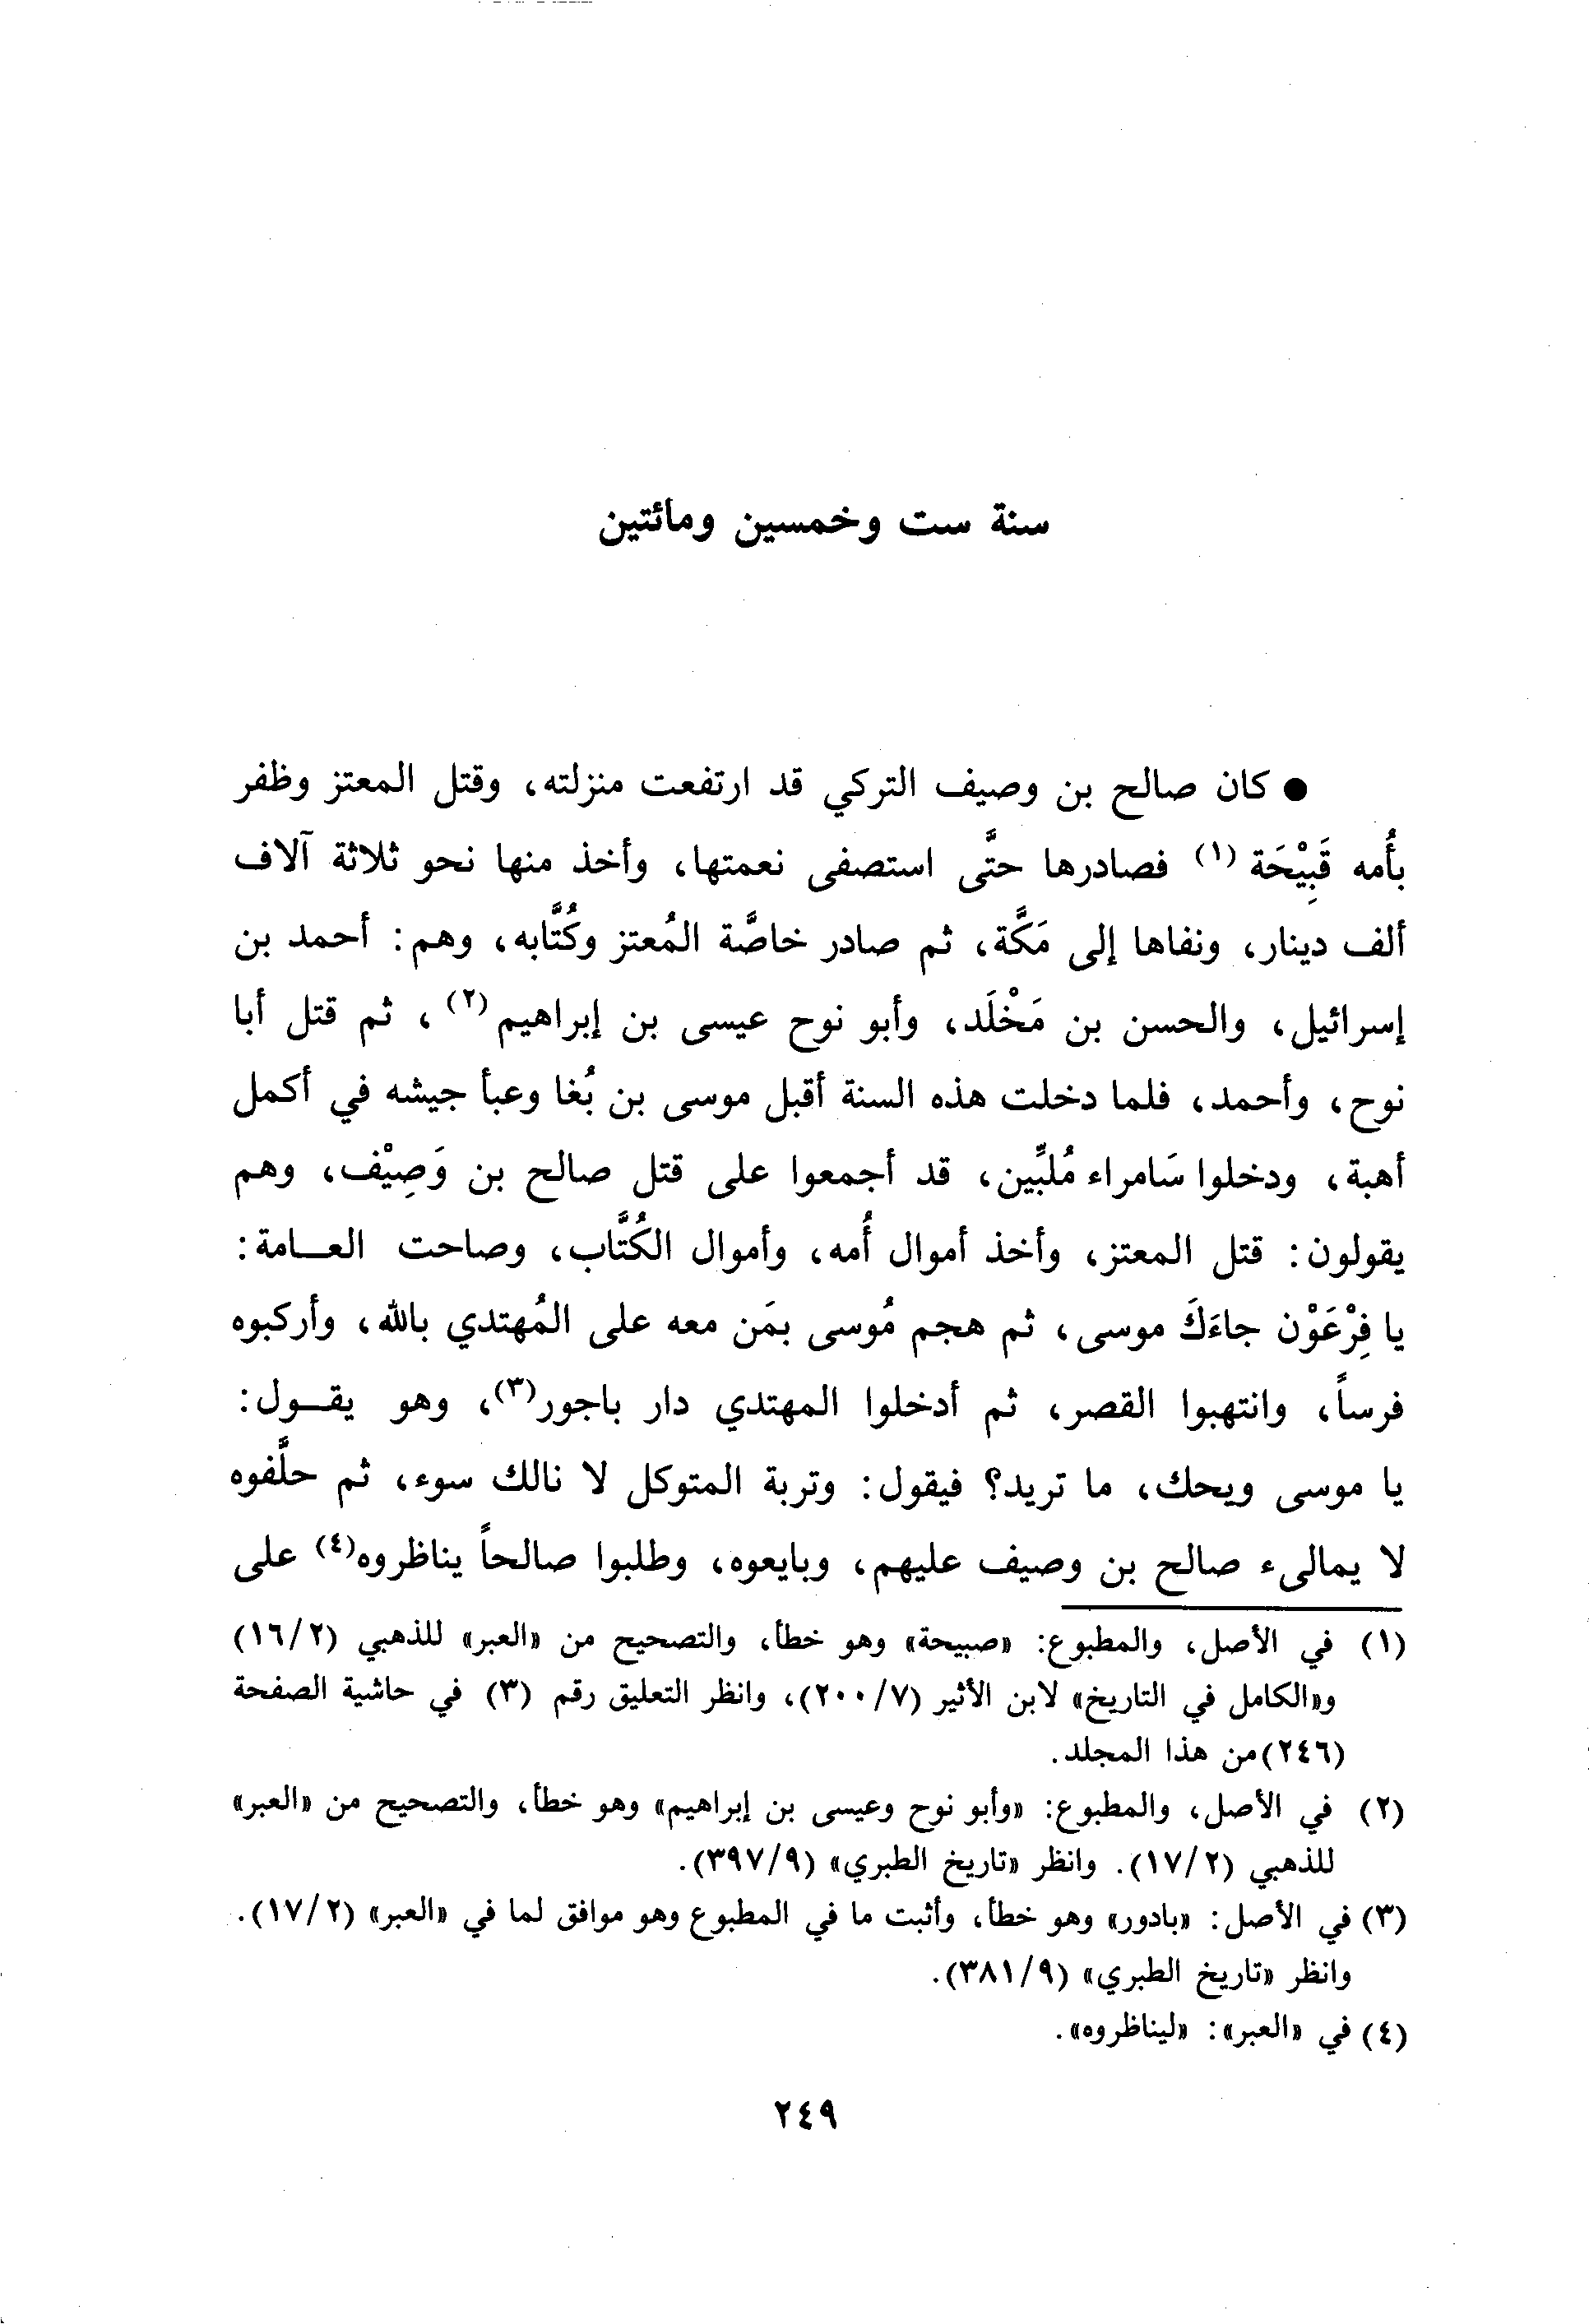 سنة ست وخمسين ومائتين
● كان صالح بن وصيف التركي قد ارتفعت منزلته، وقتل المعتز وظفر
بأُمه قَبِيْحَة (١) فصادرها حتَّى استصفى نعمتها، وأخذ منها نحو ثلاثة آلاف
ألف دينار، ونفاها إلى مَكَّة، ثم صادر خاصَّة المُعتز وكُتَّابه، وهم: أحمد بن
إسرائيل، والحسن بن مَخْلَد، وأبو نوح عيسى بن إبراهيم (٢)، ثم قتل أبا
نوح، وأحمد، فلما دخلت هذه السنة أقبل موسى بن بُغا وعبأ جيشه في أكمل
أهبة، ودخلوا سَامراء مُلبِّين، قد أجمعوا على قتل صالح بن وَصِيْف، وهم
يقولون: قتل المعتز، وأخذ أموال أُمه، وأموال الكُتَّاب، وصاحت العـامة:
يا فِرْعَوْن جاءَكَ موسى، ثم هجم مُوسى بمَن معه على المُهتدي بالله، وأركبوه
فرساً، وانتهبوا القصر، ثم أدخلوا المهتدي دار باجور(٣)، وهو يقـول:
يا موسى ويحك، ما تريد؟ فيقول: وتربة المتوكل لا نالك سوء، ثم حلَّفوه
لا يمالىء صالح بن وصيف عليهم، وبايعوه، وطلبوا صالحاً يناظروه(٤) على
(١) في الأصل، والمطبوع: «صبيحة» وهو خطأ، والتصحيح من «العبر» للذهبي (١٦/٢)
و«الكامل في التاريخ» لابن الأثير (٢٠٠/٧)، وانظر التعليق رقم (٣) في حاشية الصفحة
(٢٤٦)من هذا المجلد.
(٢) في الأصل، والمطبوع: «وأبو نوح وعيسى بن إبراهيم» وهو خطأ، والتصحيح من «العبر»
للذهبي (١٧/٢). وانظر «تاريخ الطبري» (٣٩٧/٩).
(٣) في الأصل: «بادور» وهو خطأ، وأثبت ما في المطبوع وهو موافق لما في «العبر» (١٧/٢).
وانظر «تاريخ الطبري» (٣٨١/٩).
(٤) في «العبر»: «ليناظروه».
٢٤٩